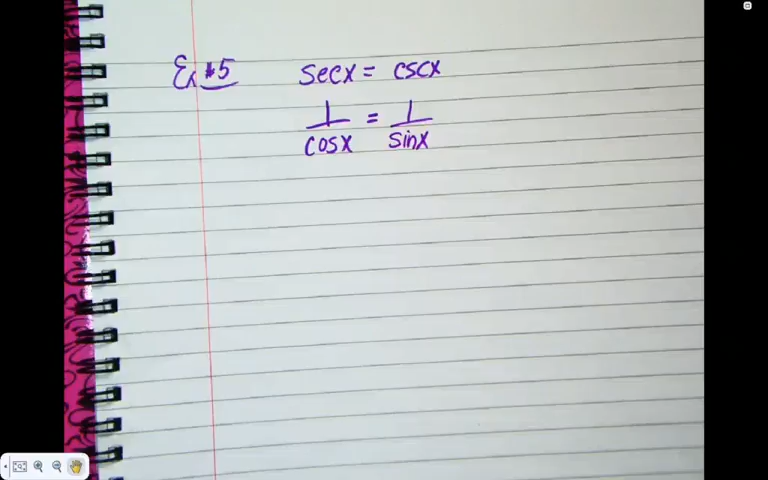 Ex #5 secx = cscx
1/cosx = 1/sinx